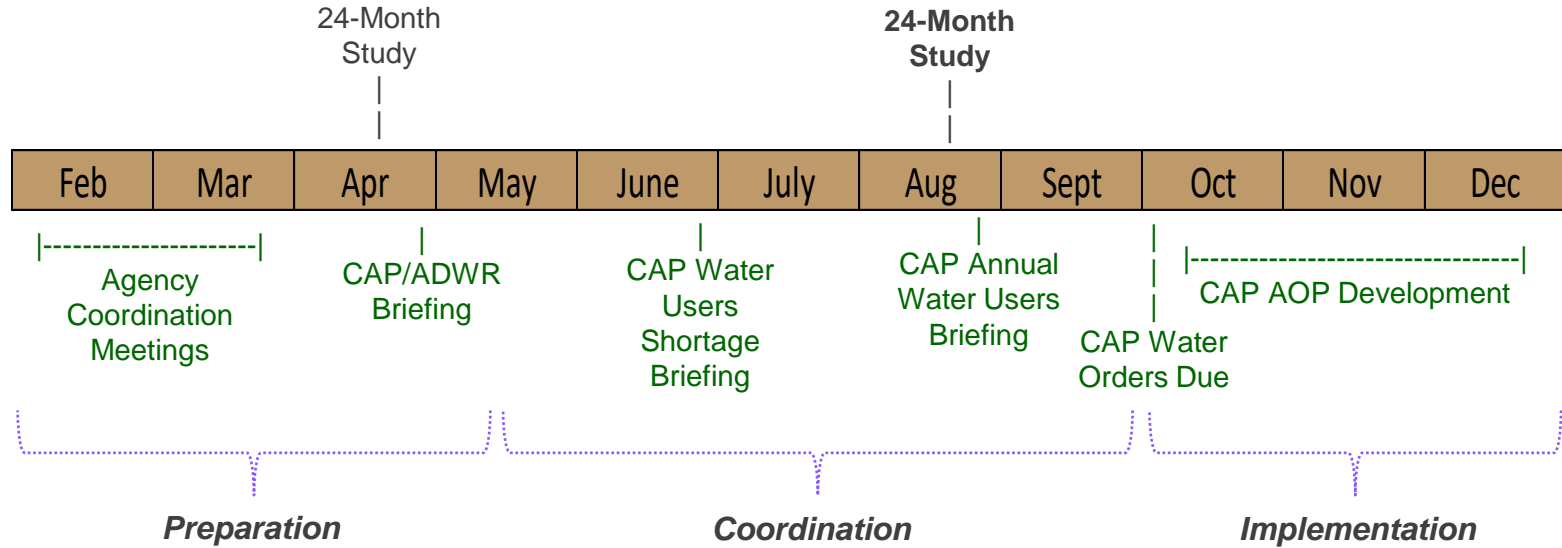 24-Month
Study
24-Month
Study
Feb Mar Apr May June July Aug Sept Oct Nov Dec
Agency
Coordination
Meetings
CAP/ADWR
Briefing
CAP Water
Users
Shortage
Briefing
CAP Annual
Water Users
Briefing
CAP Water
Orders Due
CAP AOP Development
Preparation
Coordination
Implementation